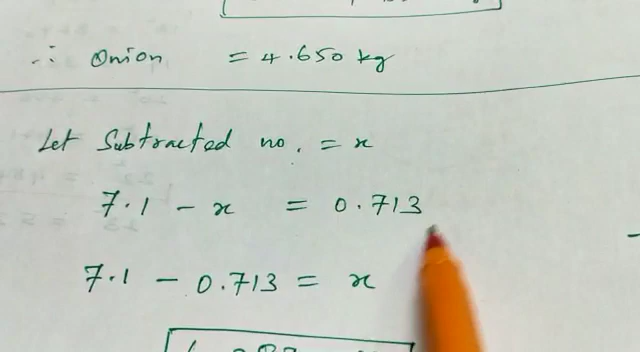 ∴ Onion = 4.650 kg
Let Subtracted no. = x
7.1 - x = 0.713
7.1 - 0.713 = x